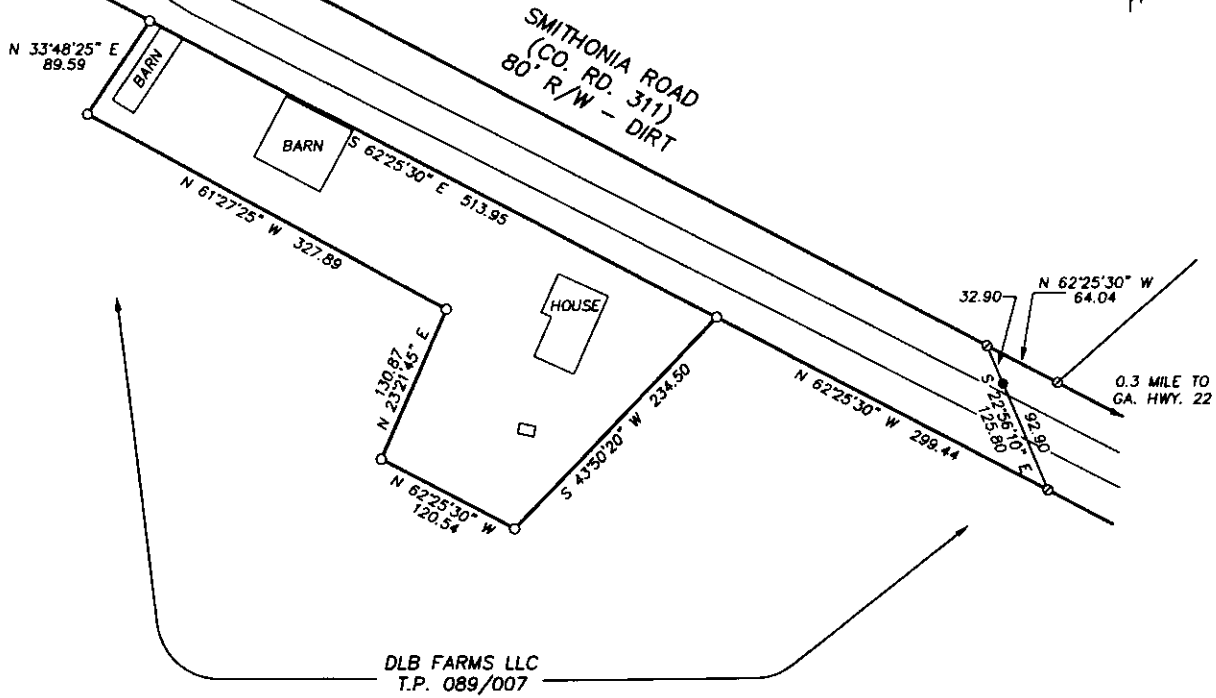 SMITHONIA ROAD
(CO. RD. 311)
80' R/W - DIRT
N 33°48'25" E
89.59
BARN
BARN
S 62°25'30" E 513.95
N 61°27'25" W 327.89
HOUSE
130.87
N 23°21'45" E
S 43°50'20" W 234.50
N 62°25'30" W
120.54
N 62°25'30" W 299.44
32.90
N 62°25'30" W
64.04
0.3 MILE TO
GA. HWY. 22
92.90
S 22°56'10" E
125.80
DLB FARMS LLC
T.P. 089/007